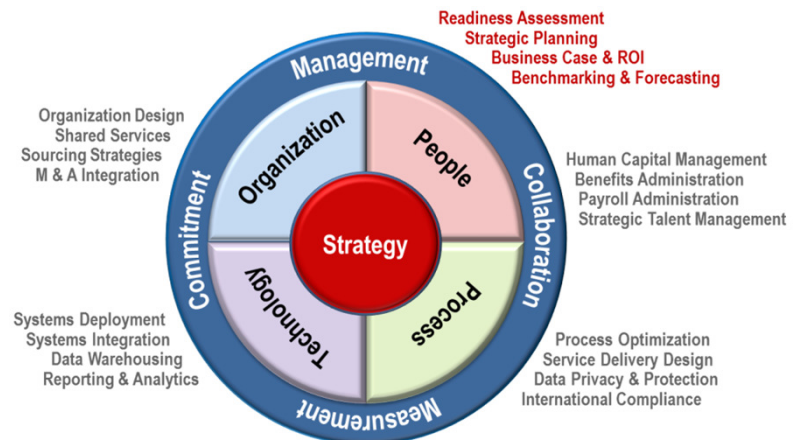 Readiness Assessment
Strategic Planning
Business Case & ROI
Benchmarking & Forecasting
Management
Organization Design
Shared Services
Sourcing Strategies
M & A Integration
Organization
People
Human Capital Management
Benefits Administration
Payroll Administration
Strategic Talent Management
Commitment
Collaboration
Strategy
Technology
Process
Systems Deployment
Systems Integration
Data Warehousing
Reporting & Analytics
Process Optimization
Service Delivery Design
Data Privacy & Protection
International Compliance
Measurement